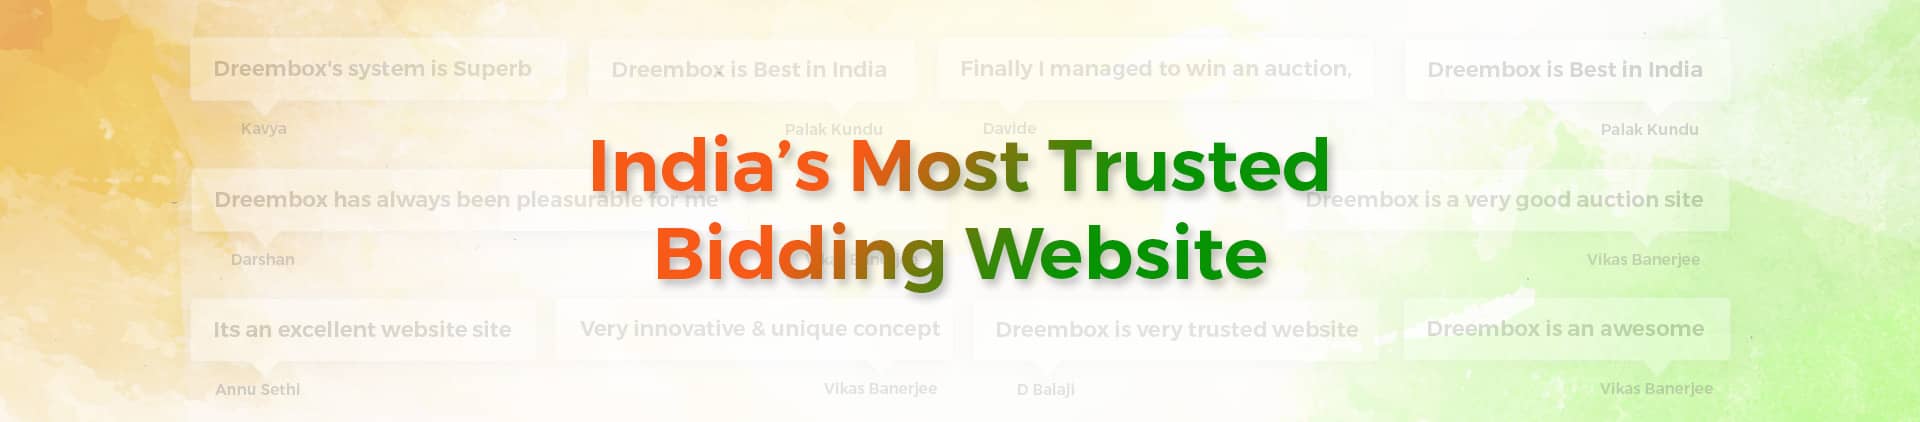 Dreembox's system is Superb
Dreembox is Best in India
Finally I managed to win an auction,
Dreembox is Best in India
Kavya
Palak Kundu
Davide
Palak Kundu
India's Most Trusted
Dreembox has always been pleasurable for me
Dreembox is a very good auction site
Bidding Website
Darshan
Vikas Banerjee
Vikas Banerjee
Its an excellent website site
Very innovative & unique concept
Dreembox is very trusted website
Dreembox is an awesome
Annu Sethi
Vikas Banerjee
D Balaji
Vikas Banerjee